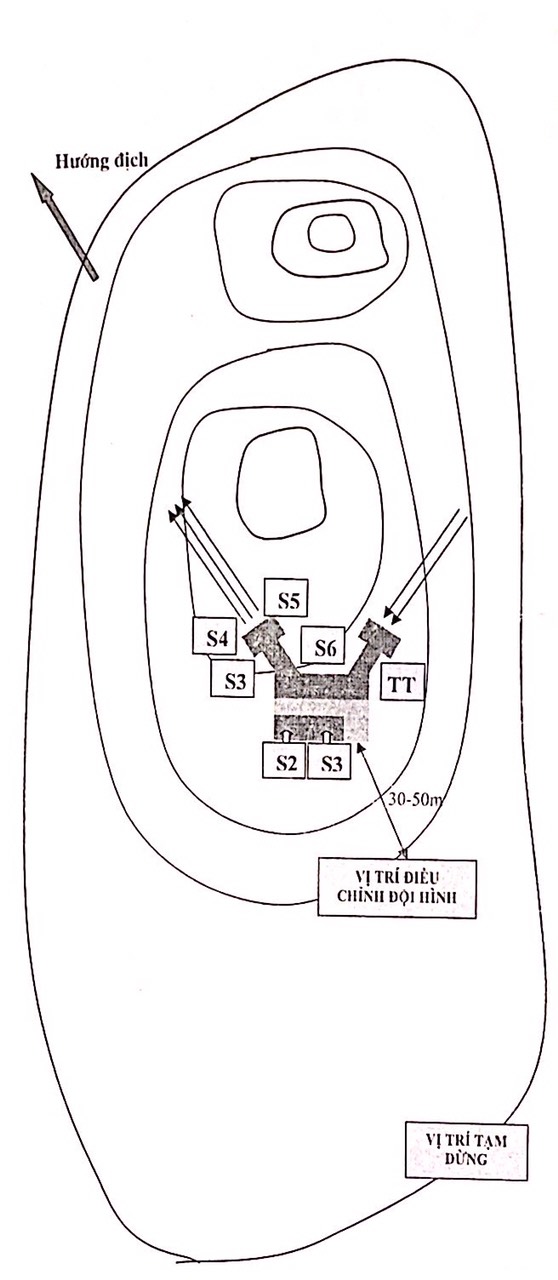 Hướng địch
S5
S4
S6
S3
TT
S2
S3
30-50m
VỊ TRÍ ĐIỀU
CHỈNH ĐỘI HÌNH
VỊ TRÍ TẠM
DỪNG